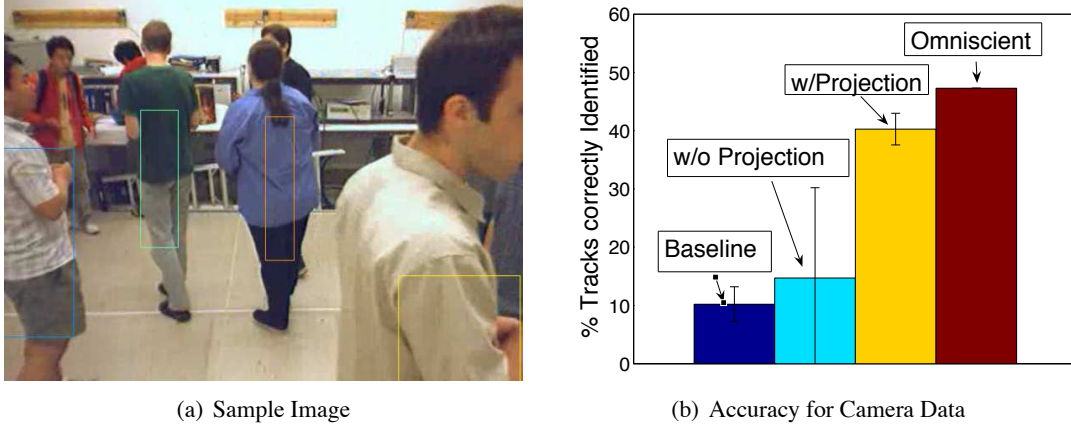 60
50
40
30
20
10
0
% Tracks correctly Identified
Omniscient
w/Projection
w/o Projection
Baseline
(a) Sample Image
(b) Accuracy for Camera Data